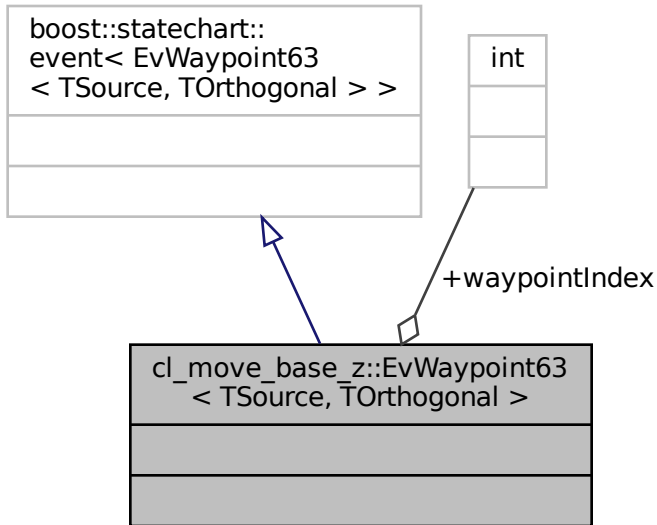 boost::statechart::
event< EvWaypoint63
< TSource, TOrthogonal > >
int
+waypointIndex
cl_move_base_z::EvWaypoint63
< TSource, TOrthogonal >